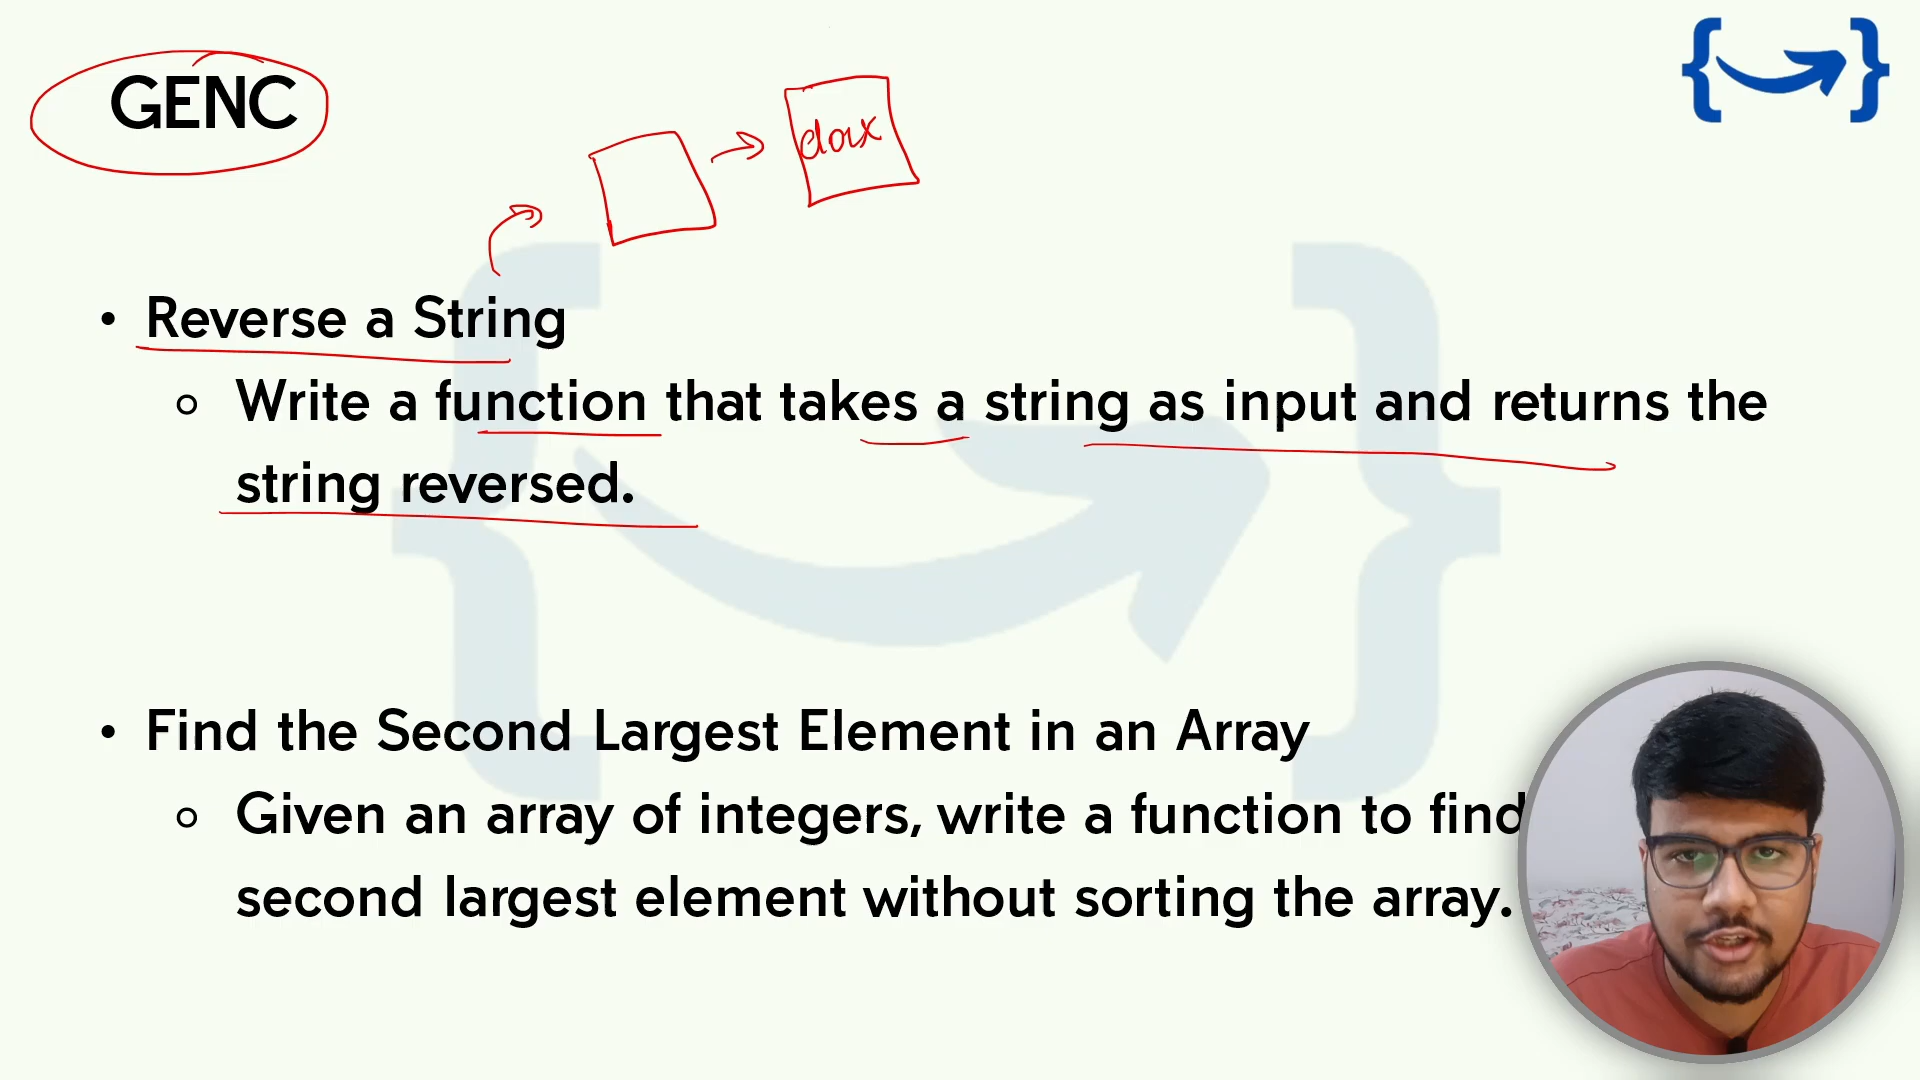 GENC
doux
• Reverse a String
○ Write a function that takes a string as input and returns the
string reversed.
• Find the Second Largest Element in an Array
○ Given an array of integers, write a function to find
second largest element without sorting the array.